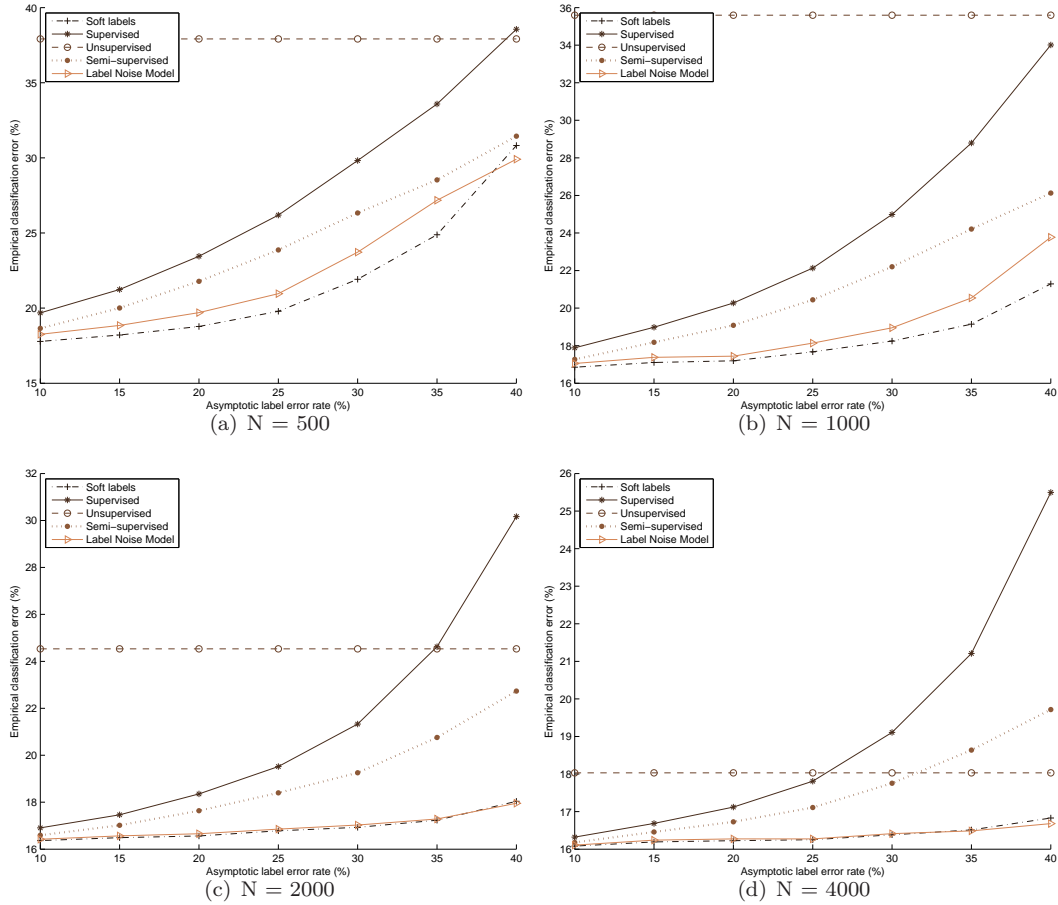 40
35
30
25
20
15
10
15
20
25
30
35
40
Empirical classification error (%)
Asymptotic label error rate (%)
Soft labels
Supervised
Unsupervised
Semi−supervised
Label Noise Model
(a) N = 500
36
34
32
30
28
26
24
22
20
18
16
10
15
20
25
30
35
40
Empirical classification error (%)
Asymptotic label error rate (%)
Soft labels
Supervised
Unsupervised
Semi−supervised
Label Noise Model
(b) N = 1000
32
30
28
26
24
22
20
18
16
10
15
20
25
30
35
40
Empirical classification error (%)
Asymptotic label error rate (%)
Soft labels
Supervised
Unsupervised
Semi−supervised
Label Noise Model
(c) N = 2000
26
25
24
23
22
21
20
19
18
17
16
10
15
20
25
30
35
40
Empirical classification error (%)
Asymptotic label error rate (%)
Soft labels
Supervised
Unsupervised
Semi−supervised
Label Noise Model
(d) N = 4000